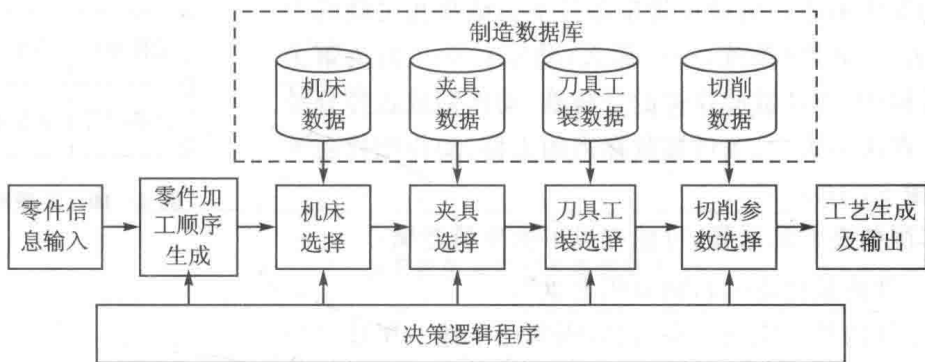 制造数据库
机床
数据
夹具
数据
刀具工
装数据
切削
数据
零件信
息输入
零件加
工顺序
生成
机床
选择
夹具
选择
刀具工
装选择
切削参
数选择
工艺生成
及输出
决策逻辑程序